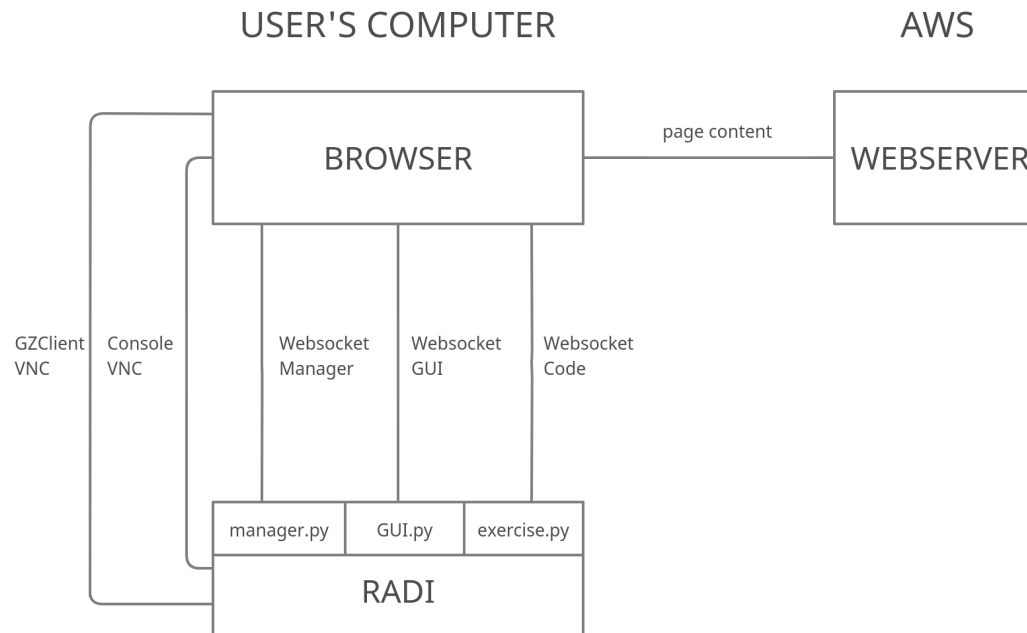 USER'S COMPUTER
AWS
BROWSER
page content
WEBSERVER
GZClient
VNC
Console
VNC
Websocket
Manager
Websocket
GUI
Websocket
Code
manager.py
GUI.py
exercise.py
RADI